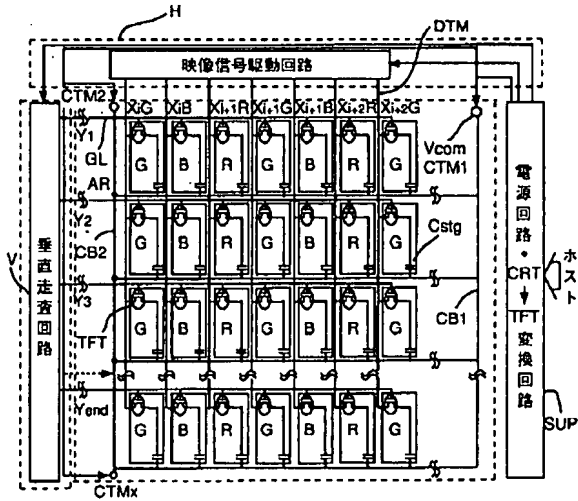 H
DTM
映像信号駆動回路
CTM2
XiG XiB Xi+1R Xi+1G Xi+1B Xi+2R Xi+2G
Y1
GL
G B R G B R G
Vcom
CTM1
AR
Y2
CB2
G B R G B R G
Cstg
V
垂直走査回路
Y3
TFT
G B R G B R G
CB1
電源回路・CRT→TFT変換回路
ホスト
Yend
G B R G B R G
SUP
CTMx